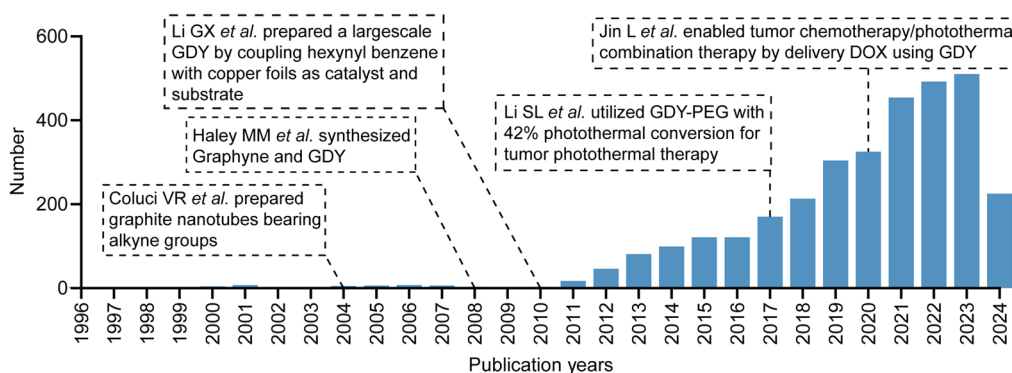 Li GX et al. prepared a largescale
GDY by coupling hexynyl benzene
with copper foils as catalyst and
substrate
Jin L et al. enabled tumor chemotherapy/phototherma
combination therapy by delivery DOX using GDY
Haley MM et al. synthesized
Graphyne and GDY
Li SL et al. utilized GDY-PEG with
42% photothermal conversion for
tumor photothermal therapy
Coluci VR et al. prepared
graphite nanotubes bearing
alkyne groups
Number
600
400
200
0
1996
1997
1998
1999
2000
2001
2002
2003
2004
2005
2006
2007
2008
2009
2010
2011
2012
2013
2014
2015
2016
2017
2018
2019
2020
2021
2022
2023
2024
Publication years